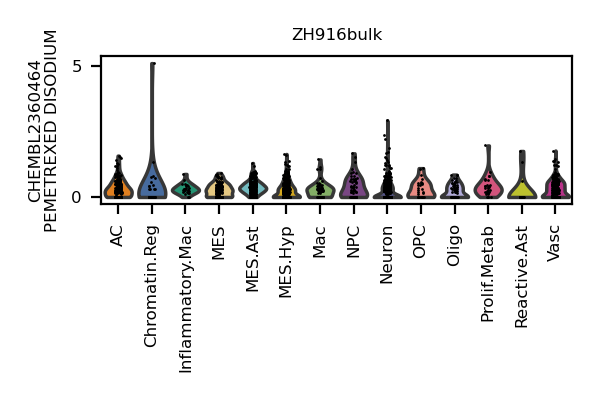 ZH916bulk
CHEMBL2360464
PEMETREXED DISODIUM
5
0
AC
Chromatin.Reg
Inflammatory.Mac
MES
MES.Ast
MES.Hyp
Mac
NPC
Neuron
OPC
Oligo
Prolif.Metab
Reactive.Ast
Vasc